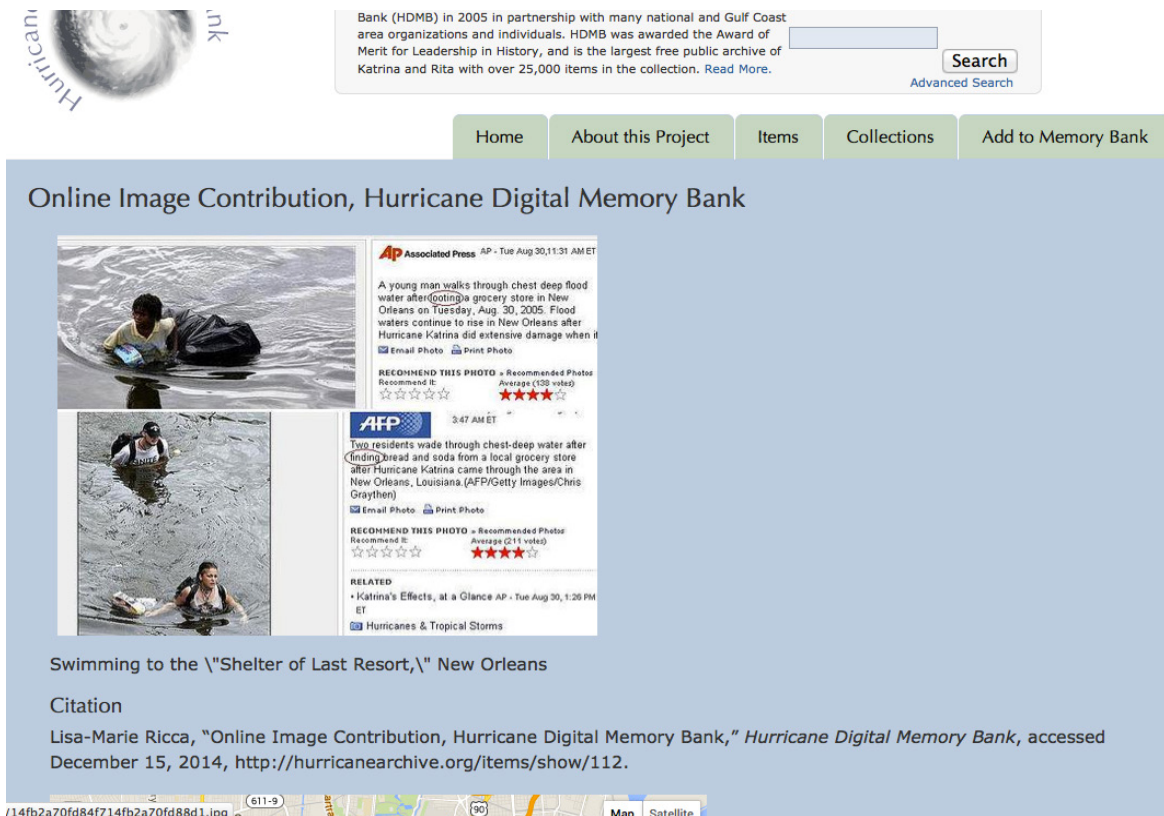 Hurrican
nk
Bank (HDMB) in 2005 in partnership with many national and Gulf Coast
area organizations and individuals. HDMB was awarded the Award of
Merit for Leadership in History, and is the largest free public archive of
Katrina and Rita with over 25,000 items in the collection. Read More.
Search
Advanced Search
Home
About this Project
Items
Collections
Add to Memory Bank
Online Image Contribution, Hurricane Digital Memory Bank
AP Associated Press AP - Tue Aug 30,11:31 AM ET
A young man walks through chest deep flood
water after looting a grocery store in New
Orleans on Tuesday, Aug. 30, 2005. Flood
waters continue to rise in New Orleans after
Hurricane Katrina did extensive damage when i
Email Photo Print Photo
RECOMMEND THIS PHOTO » Recommended Photos
Recommend It: Average (138 votes)
AFP 3:47 AM ET
Two residents wade through chest-deep water after
finding bread and soda from a local grocery store
after Hurricane Katrina came through the area in
New Orleans, Louisiana.(AFP/Getty Images/Chris
Graythen)
Email Photo Print Photo
RECOMMEND THIS PHOTO » Recommended Photos
Recommend It: Average (211 votes)
RELATED
• Katrina's Effects, at a Glance AP - Tue Aug 30, 1:26 PM
ET
Hurricanes & Tropical Storms
Swimming to the \"Shelter of Last Resort,\" New Orleans
Citation
Lisa-Marie Ricca, “Online Image Contribution, Hurricane Digital Memory Bank,” Hurricane Digital Memory Bank, accessed
December 15, 2014, http://hurricanearchive.org/items/show/112.
/14fb2a70fd84f714fb2a70fd88d1.jpg
611-9
90
Map
Satellite